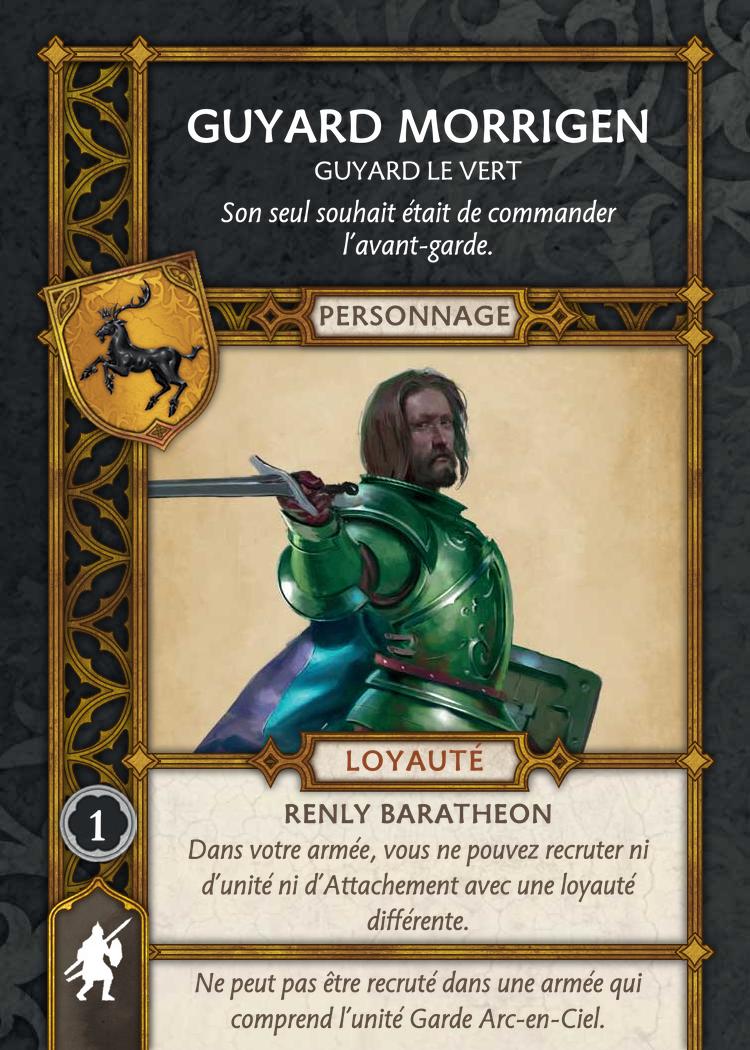 GUYARD MORRIGEN
GUYARD LE VERT
Son seul souhait était de commander
l'avant-garde.
PERSONNAGE
LOYAUTÉ
1
RENLY BARATHEON
Dans votre armée, vous ne pouvez recruter ni
d'unité ni d'Attachement avec une loyauté
différente.
Ne peut pas être recruté dans une armée qui
comprend l'unité Garde Arc-en-Ciel.